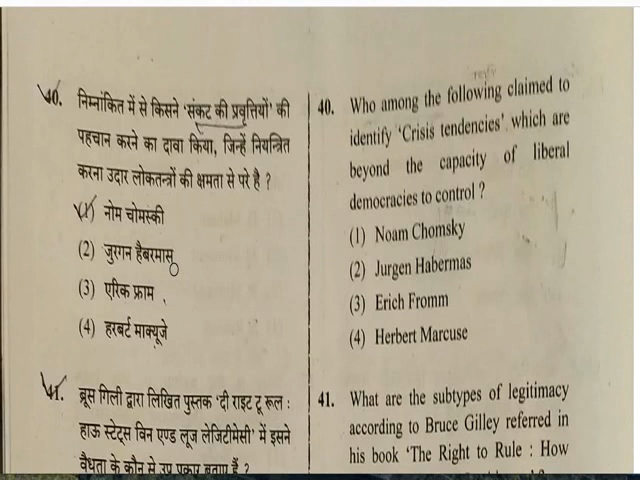 40. निम्नांकित में से किसने 'संकट की प्रवृत्तियों' की
पहचान करने का दावा किया, जिन्हें नियन्त्रित
करना उदार लोकतन्त्रों की क्षमता से परे है ?
(1) नोम चोमस्की
(2) जुरगन हैबरमास
(3) एरिक फ्राम
(4) हरबर्ट माक्यूजे
41. ब्रूस गिली द्वारा लिखित पुस्तक 'दी राइट टू रूल :
हाऊ स्टेट्स विन एण्ड लूज लेजिटीमेसी' में इसने
वैधता के कौन से उप प्रकार बताए हैं ?
40. Who among the following claimed to
identify 'Crisis tendencies' which are
beyond the capacity of liberal
democracies to control ?
(1) Noam Chomsky
(2) Jurgen Habermas
(3) Erich Fromm
(4) Herbert Marcuse
41. What are the subtypes of legitimacy
according to Bruce Gilley referred in
his book 'The Right to Rule : How